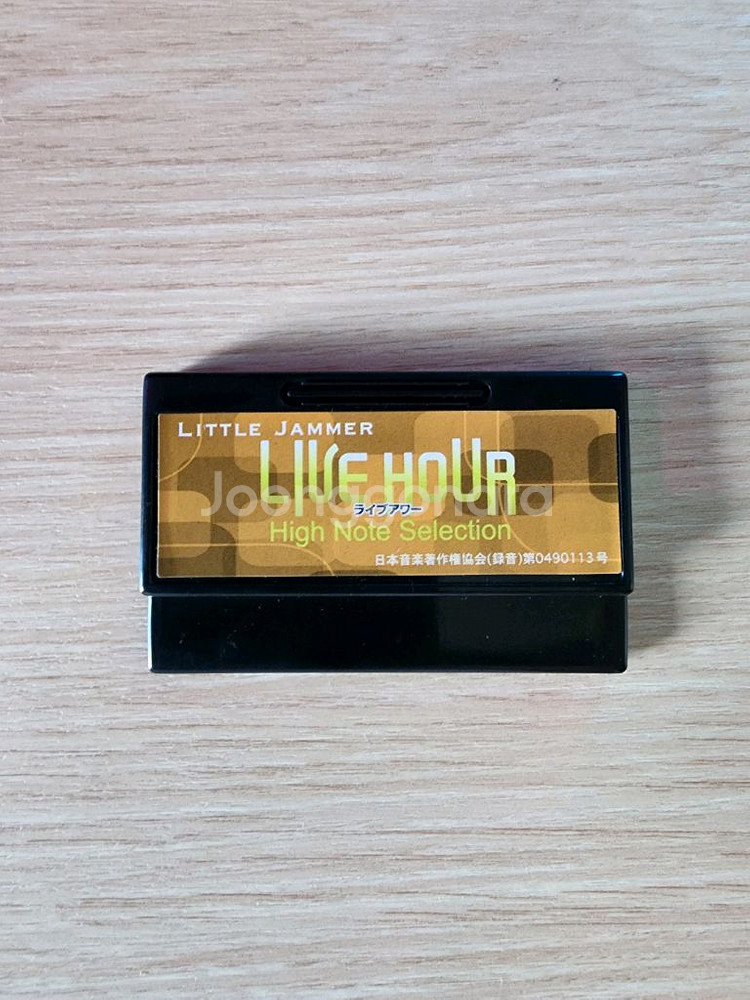 LITTLE JAMMER
LIVE HOUR
ライブアワー
Joonggonara
High Note Selection
日本音楽著作権協会(録音)第0490113号